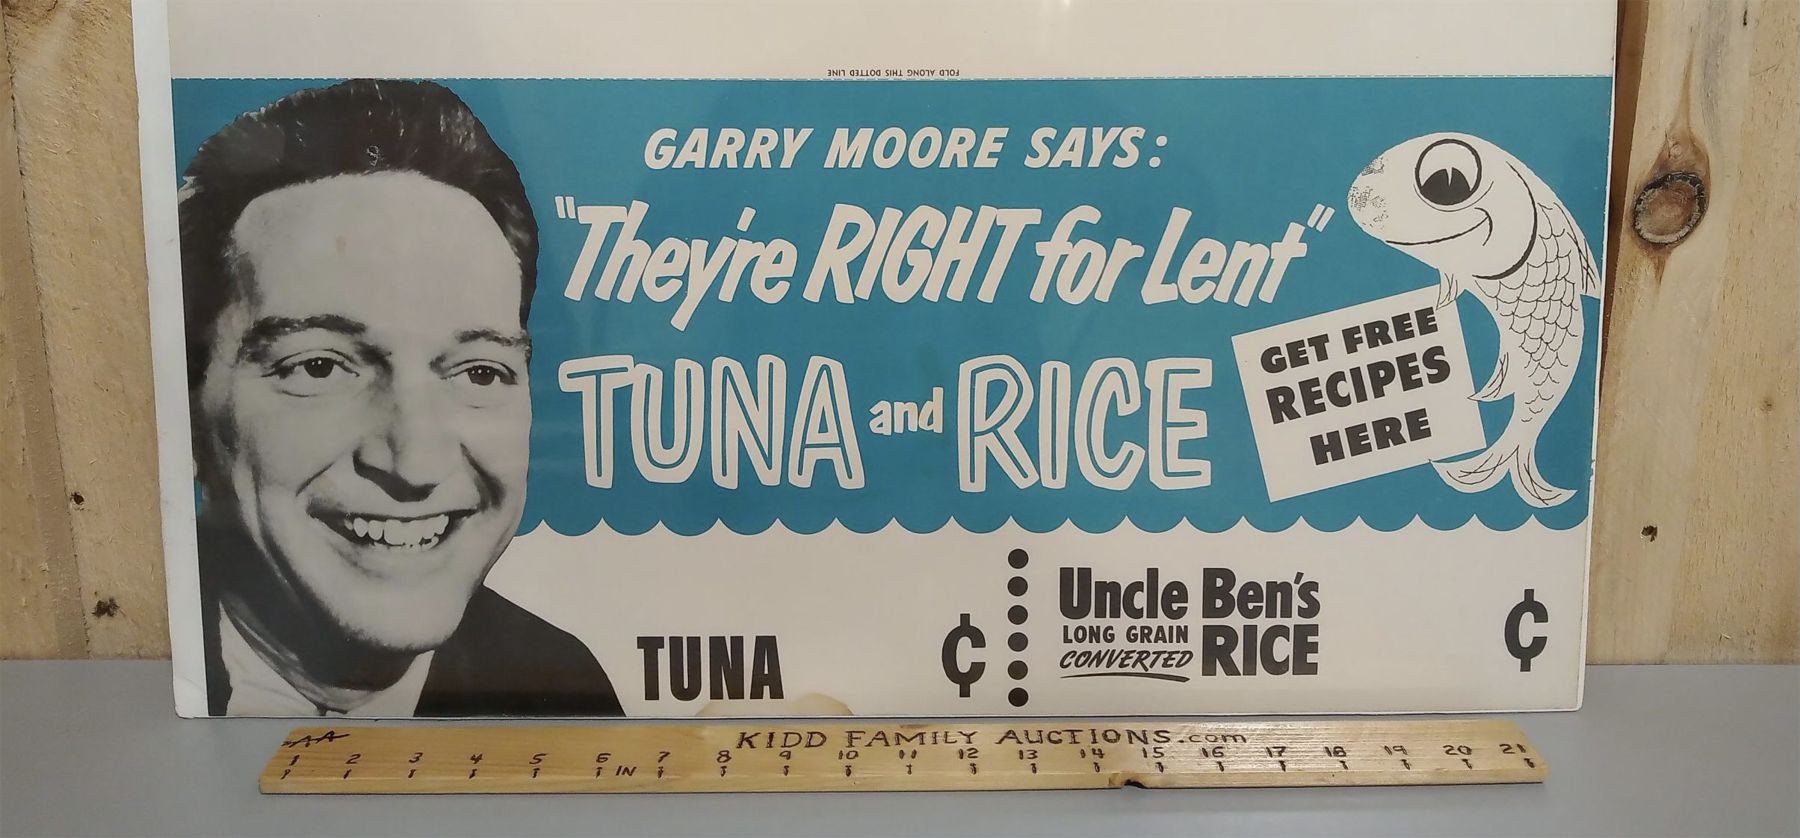 FOLD ALONG THIS DOTTED LINE
GARRY MOORE SAYS:
"They're RIGHT for Lent"
TUNA and RICE
GET FREE
RECIPES
HERE
TUNA ¢
Uncle Ben's
LONG GRAIN
CONVERTED
RICE
¢
KIDD FAMILY AUCTIONS.com
1 2 3 4 5 6 IN 7 8 9 10 11 12 13 14 15 16 17 18 19 20 21